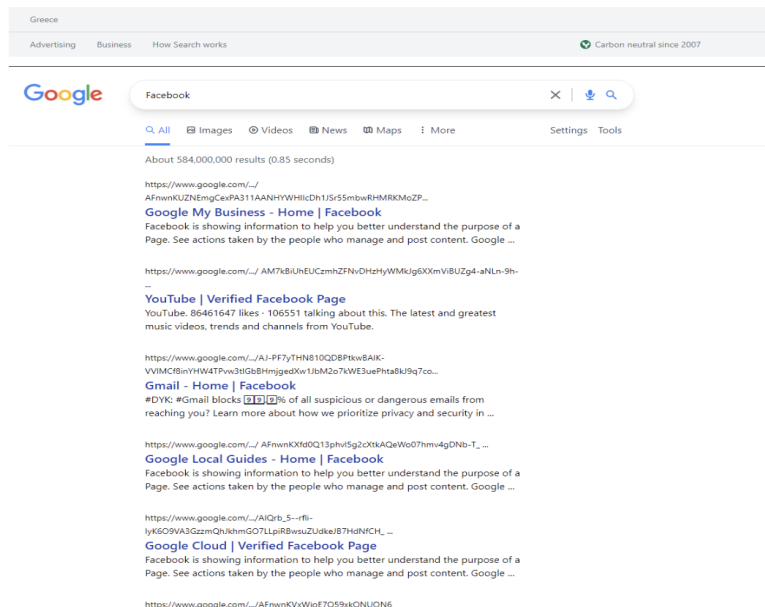 Greece
Advertising Business How Search works Carbon neutral since 2007
Google Facebook
All Images Videos News Maps More Settings Tools
About 584,000,000 results (0.85 seconds)
https://www.google.com/.../
AFnwnKUZNEmgCexPA311AANHYWHIlcDh1JSr55mbwRHMRKMoZP...
Google My Business - Home | Facebook
Facebook is showing information to help you better understand the purpose of a
Page. See actions taken by the people who manage and post content. Google ...
https://www.google.com/.../ AM7kBiUhEUCzmhZFNvDHzHyWMkJg6XXmViBUZg4-aNLn-9h-
...
YouTube | Verified Facebook Page
YouTube. 86461647 likes · 106551 talking about this. The latest and greatest
music videos, trends and channels from YouTube.
https://www.google.com/.../AJ-PF7yTHN810QDBPtkwBAIK-
VVIMCf8inYHW4TPvw3tIGbBHmjgedXw1JbM2o7kWE3uePhta8kJ9q7co...
Gmail - Home | Facebook
#DYK: #Gmail blocks 99.9% of all suspicious or dangerous emails from
reaching you? Learn more about how we prioritize privacy and security in ...
https://www.google.com/.../ AFnwnKXfd0Q13phvl5g2cXtkAQeWo07hmv4gDNb-T_ ...
Google Local Guides - Home | Facebook
Facebook is showing information to help you better understand the purpose of a
Page. See actions taken by the people who manage and post content. Google ...
https://www.google.com/.../AIQrb_5--rfli-
lyK6O9VA3GzzmQhJkhmGO7LLpiRBwsuZUdkeJB7HdNfCH_ ...
Google Cloud | Verified Facebook Page
Facebook is showing information to help you better understand the purpose of a
Page. See actions taken by the people who manage and post content. Google ...
https://www.google.com/.../AFnwnKVxWjoE7O59xkONUON6